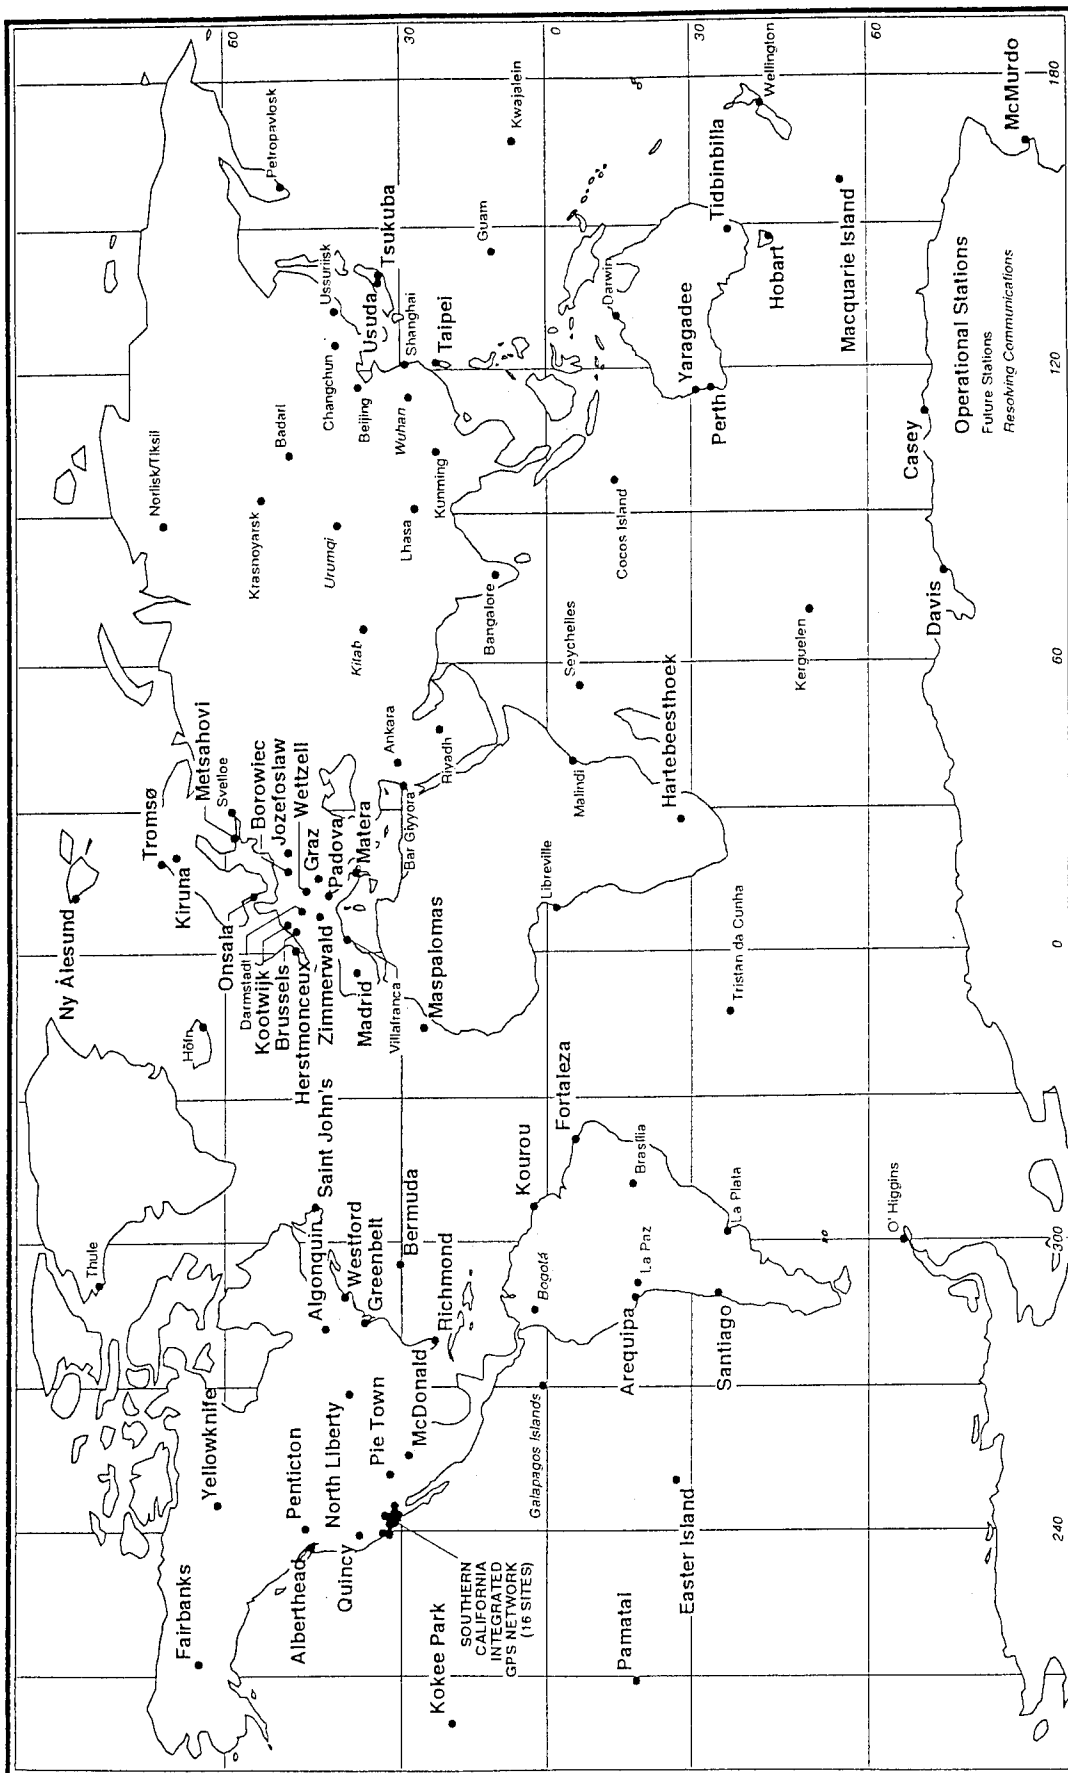 Ny Ålesund
Thule
Tromsø
Kiruna
Höfn
Metsahovi
Svetloe
Norlisk/TIksil
Fairbanks
Yellowknife
Onsala
Borowiec
Jozefoslaw
Wettzell
Graz
Padova
Matera
Darmstadt
Kootwijk
Brussels
Herstmonceux
Zimmerwald
Madrid
Villafranca
Krasnoyarsk
Badarl
Petropavlosk
60
Penticton
Alberthead
North Liberty
Quincy
Pie Town
McDonald
Algonquin
Saint John's
Westford
Greenbelt
Bermuda
Richmond
Maspalomas
Bar Giyyora
Ankara
Riyadh
Kitab
Urumqi
Lhasa
Kunming
Wuhan
Beijing
Changchun
Ussuriisk
Usuda
Tsukuba
Shanghai
Taipei
30
SOUTHERN
CALIFORNIA
INTEGRATED
GPS NETWORK
(16 SITES)
Kokee Park
Galapagos Islands
Bogotá
Kourou
Fortaleza
Libreville
Malindi
Seychelles
Bangalore
Guam
Kwajalein
0
Pamatai
Easter Island
Arequipa
La Paz
Brasília
Santiago
La Plata
Tristan da Cunha
Hartebeesthoek
Cocos Island
Darwin
Yaragadee
Perth
Tidbinbilla
Hobart
Wellington
30
Kerguelen
Macquarie Island
60
O' Higgins
Davis
Casey
McMurdo
Operational Stations
Future Stations
Resolving Communications
240
300
0
60
120
180